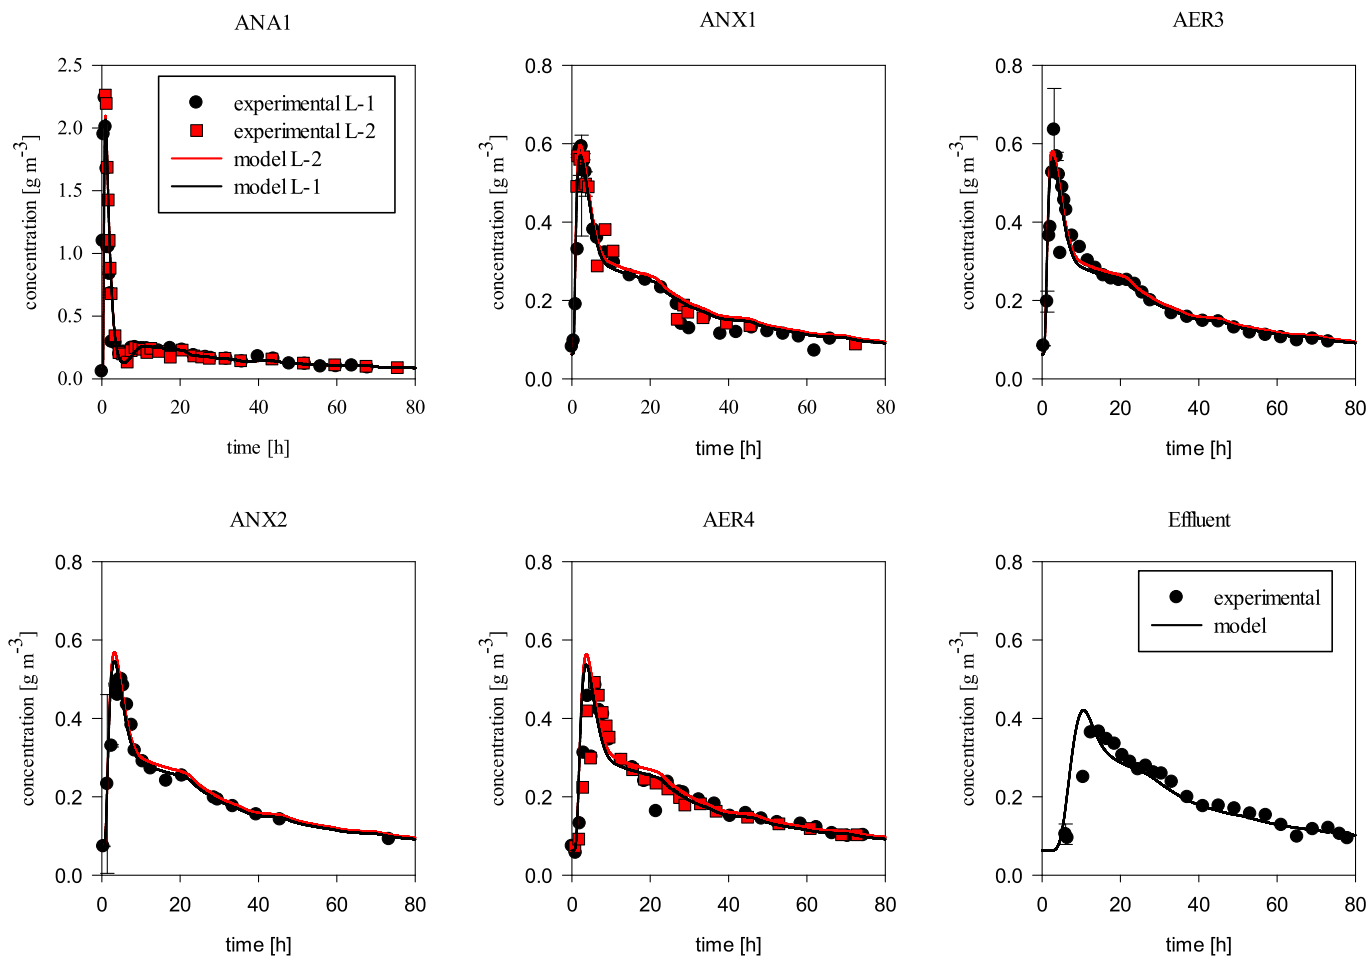 ANA1
ANX1
AER3
concentration [g m-3]
2.5
2.0
1.5
1.0
0.5
0.0
0 20 40 60 80
time [h]
experimental L-1
experimental L-2
model L-2
model L-1
concentration [g m-3]
0.8
0.6
0.4
0.2
0.0
0 20 40 60 80
time [h]
concentration [g m-3]
0.8
0.6
0.4
0.2
0.0
0 20 40 60 80
time [h]
ANX2
AER4
Effluent
concentration [g m-3]
0.8
0.6
0.4
0.2
0.0
0 20 40 60 80
time [h]
concentration [g m-3]
0.8
0.6
0.4
0.2
0.0
0 20 40 60 80
time [h]
concentration [g m-3]
0.8
0.6
0.4
0.2
0.0
0 20 40 60 80
time [h]
experimental
model